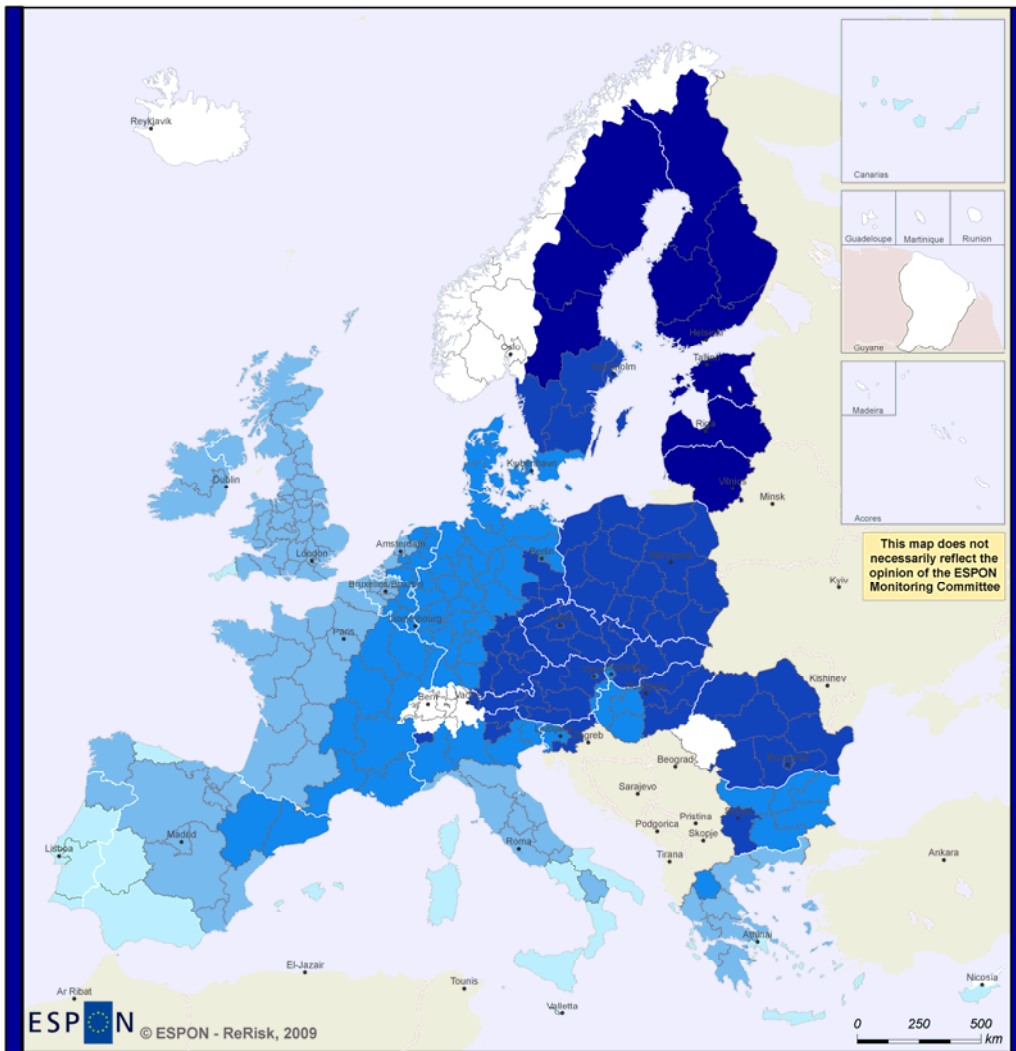 Reykjavik
Canarias
Guadeloupe
Martinique
Riunion
Guyane
Madeira
Acores
Oslo
Helsinki
Tallinn
Riga
Vilnius
Minsk
Dublin
London
Amsterdam
Paris
Kyiv
This map does not
necessarily reflect the
opinion of the ESPON
Monitoring Committee
Kishinev
Bern
Beograd
Sarajevo
Pristina
Podgorica
Skopje
Tirana
Madrid
Lisboa
Roma
Ankara
Athinai
El-Jazair
Tounis
Ar Ribat
Valletta
Nicosia
ESPON
© ESPON - ReRisk, 2009
0 250 500
km